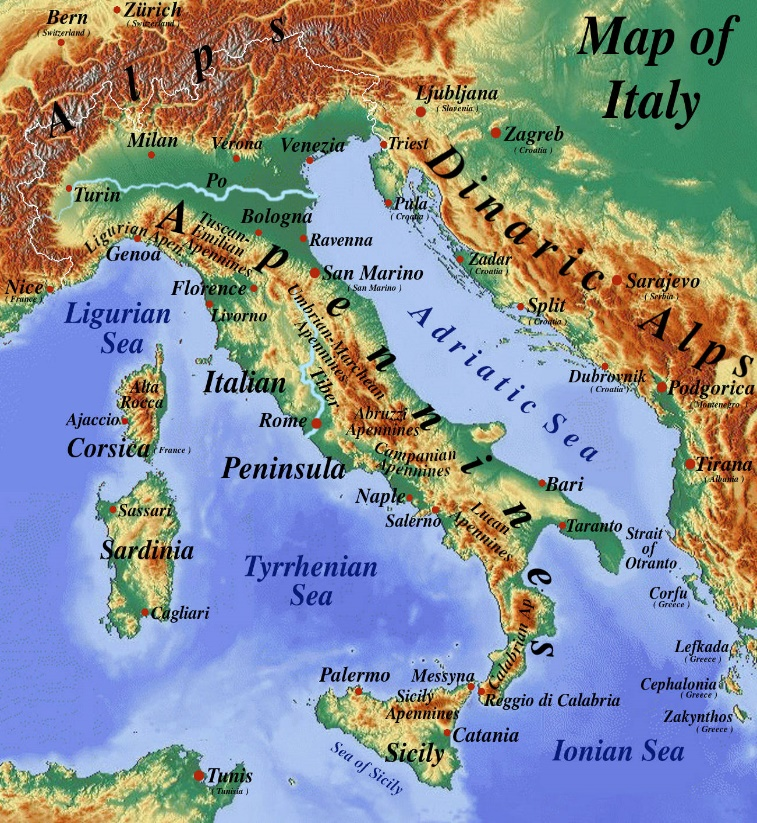 Map of
Italy
Bern
( Switzerland )
Zürich
( Switzerland )
Alps
Ljubljana
( Slovenia )
Zagreb
( Croatia )
Milan
Verona
Venezia
Triest
Dinaric Alps
Turin
Po
Pula
( Croatia )
Ligurian Apen
Tuscan-
Emilian
Apennines
Apennines
Bologna
Ravenna
Genoa
Zadar
( Croatia )
San Marino
( San Marino )
Sarajevo
( Serbia )
Nice
( France )
Florence
Livorno
Split
( Croatia )
Ligurian
Sea
Umbrian-Marchean
Apennines
Adriatic Sea
Tiber
Dubrovnik
( Croatia )
Podgorica
( Montenegro )
Alta
Rocca
Italian
Ajaccio
Rome
Abruzzi
Apennines
Corsica
( France )
Peninsula
Campanian
Apennines
Tirana
( Albania )
Bari
Naple
Salerno
Lucan
Apennines
Taranto
Sassari
Sardinia
Strait
of
Otranto
Tyrrhenian
Sea
Corfu
( Greece )
Cagliari
Calabrian Ap
Lefkada
( Greece )
Palermo
Messyna
Cephalonia
( Greece )
Sicily
Apennines
Reggio di Calabria
Zakynthos
( Greece )
Catania
Sicily
Ionian Sea
Sea of Sicily
Tunis
( Tunisia )